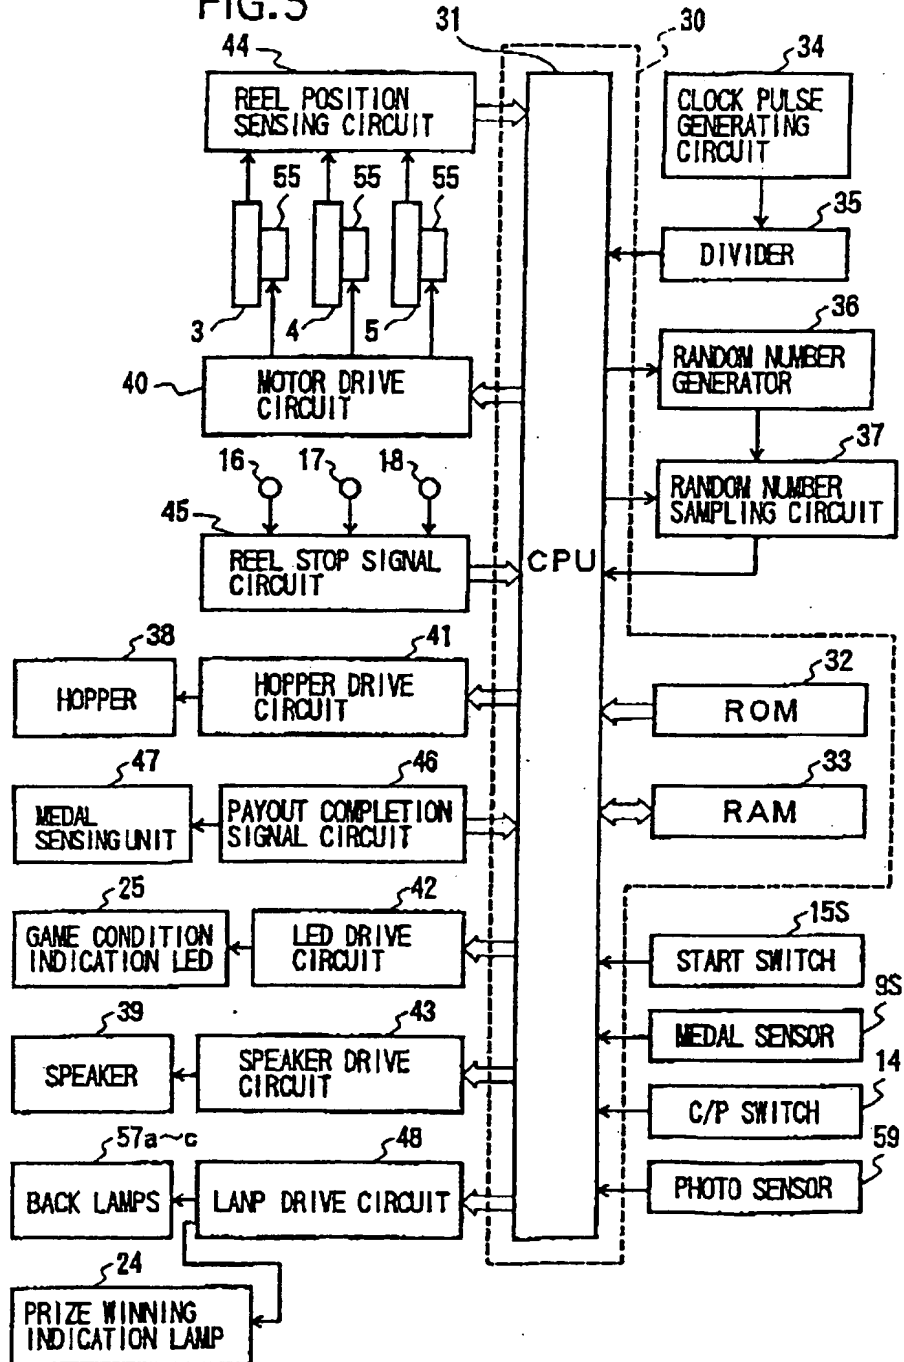 FIG.5
31
30
44
REEL POSITION
SENSING CIRCUIT
34
CLOCK PULSE
GENERATING
CIRCUIT
55
55
55
35
DIVIDER
3
4
5
36
RANDOM NUMBER
GENERATOR
40
MOTOR DRIVE
CIRCUIT
37
RANDOM NUMBER
SAMPLING CIRCUIT
16
17
18
45
REEL STOP SIGNAL
CIRCUIT
CPU
38
HOPPER
41
HOPPER DRIVE
CIRCUIT
32
ROM
47
MEDAL
SENSING UNIT
46
PAYOUT COMPLETION
SIGNAL CIRCUIT
33
RAM
25
GAME CONDITION
INDICATION LED
42
LED DRIVE
CIRCUIT
15S
START SWITCH
9S
MEDAL SENSOR
39
SPEAKER
43
SPEAKER DRIVE
CIRCUIT
14
C/P SWITCH
57a~c
BACK LAMPS
48
LANP DRIVE CIRCUIT
59
PHOTO SENSOR
24
PRIZE WINNING
INDICATION LAMP